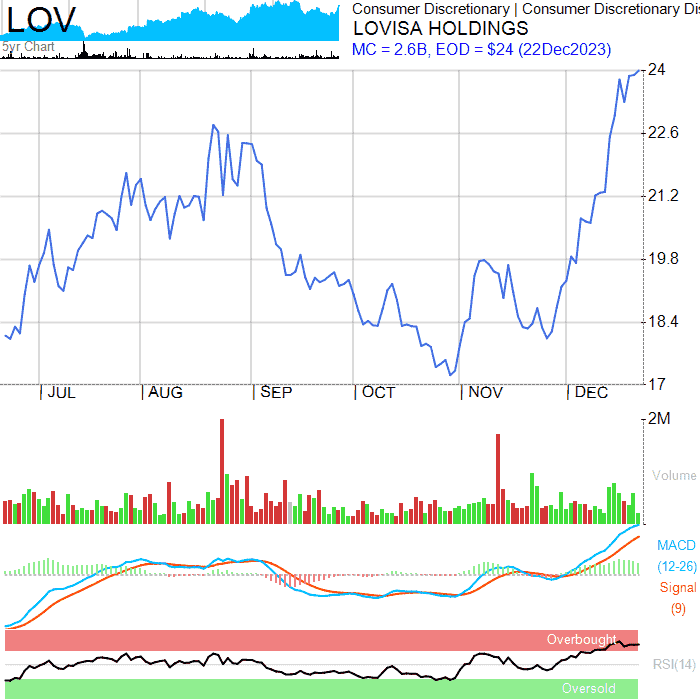 LOV
5yr Chart
Consumer Discretionary | Consumer Discretionary Dis
LOVISA HOLDINGS
MC = 2.6B, EOD = $24 (22Dec2023)
24
22.6
21.2
19.8
18.4
17
JUL AUG SEP OCT NOV DEC
2M
Volume
MACD
(12-26)
Signal
(9)
Overbought
RSI(14)
Oversold